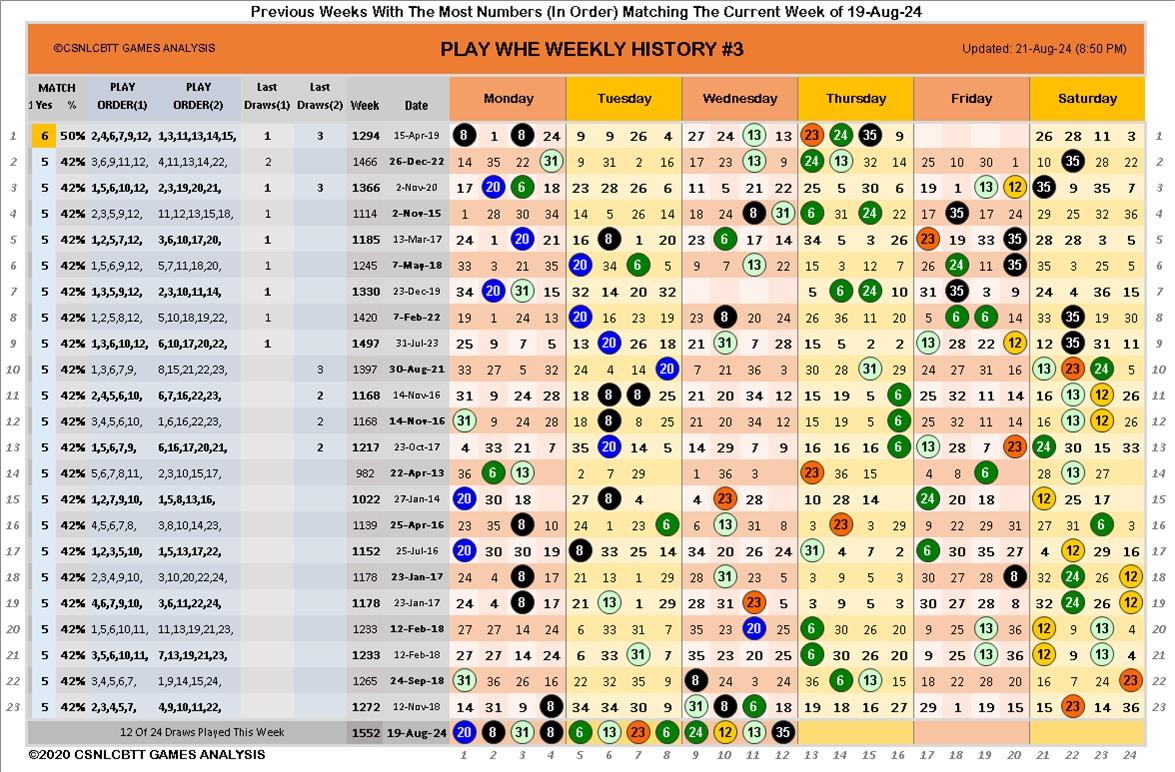 Previous Weeks With The Most Numbers (In Order) Matching The Current Week of 19-Aug-24
©CSNLCBTT GAMES ANALYSIS PLAY WHE WEEKLY HISTORY #3 Updated: 21-Aug-24 (8:50 PM)
MATCH PLAY PLAY Last Last
1 Yes % ORDER(1) ORDER(2) Draws(1) Draws(2) Week Date Monday Tuesday Wednesday Thursday Friday Saturday
1 6 50% 2,4,6,7,9,12, 1,3,11,13,14,15, 1 3 1294 15-Apr-19 8 1 8 24 9 9 26 4 27 24 13 13 23 24 35 9 26 28 11 3 1
2 5 42% 3,6,9,11,12, 4,11,13,14,22, 2 1466 26-Dec-22 14 35 22 31 9 31 2 16 17 23 13 9 24 13 32 14 25 10 30 1 10 35 28 22 2
3 5 42% 1,5,6,10,12, 2,3,19,20,21, 1 3 1366 2-Nov-20 17 20 6 18 23 28 26 6 11 5 21 22 25 5 30 6 19 1 13 12 35 9 35 7 3
4 5 42% 2,3,5,9,12, 11,12,13,15,18, 1 1114 2-Nov-15 1 28 30 34 14 5 26 14 18 24 8 31 6 31 24 22 17 35 17 24 29 25 32 36 4
5 5 42% 1,2,5,7,12, 3,6,10,17,20, 1 1185 13-Mar-17 24 1 20 21 16 8 1 20 23 6 17 14 34 5 3 26 23 19 33 35 28 28 3 5 5
6 5 42% 1,5,6,9,12, 5,7,11,18,20, 1 1245 7-May-18 33 3 21 35 20 34 6 5 9 7 13 22 15 3 12 7 26 24 11 35 35 3 25 5 6
7 5 42% 1,3,5,9,12, 2,3,10,11,14, 1 1330 23-Dec-19 34 20 31 15 32 14 20 32 5 6 24 10 31 35 3 9 24 4 36 15 7
8 5 42% 1,2,5,8,12, 5,10,18,19,22, 1 1420 7-Feb-22 19 1 24 13 20 16 23 19 23 8 20 24 26 36 11 20 5 6 6 14 33 35 19 30 8
9 5 42% 1,3,6,10,12, 6,10,17,20,22, 1 1497 31-Jul-23 25 9 7 5 13 20 26 18 21 31 7 28 15 5 2 2 13 28 22 12 12 35 31 11 9
10 5 42% 1,3,6,7,9, 8,15,21,22,23, 3 1397 30-Aug-21 33 27 5 32 24 4 14 20 7 21 36 3 30 28 31 29 24 27 31 16 13 23 24 5 10
11 5 42% 2,4,5,6,10, 6,7,16,22,23, 2 1168 14-Nov-16 31 9 24 28 18 8 8 25 21 20 34 12 15 19 5 6 25 32 11 14 16 13 12 26 11
12 5 42% 3,4,5,6,10, 1,6,16,22,23, 2 1168 14-Nov-16 31 9 24 28 18 8 8 25 21 20 34 12 15 19 5 6 25 32 11 14 16 13 12 26 12
13 5 42% 1,5,6,7,9, 6,16,17,20,21, 2 1217 23-Oct-17 4 33 21 7 35 20 14 5 14 29 7 9 16 16 16 6 13 28 7 23 24 30 15 33 13
14 5 42% 5,6,7,8,11, 2,3,10,15,17, 982 22-Apr-13 36 6 13 2 7 29 1 36 3 23 36 15 4 8 6 28 13 27 14
15 5 42% 1,2,7,9,10, 1,5,8,13,16, 1022 27-Jan-14 20 30 18 27 8 4 4 23 28 10 28 14 24 20 18 12 25 17 15
16 5 42% 4,5,6,7,8, 3,8,10,14,23, 1139 25-Apr-16 23 35 8 10 24 1 23 6 6 13 31 8 3 23 3 29 9 22 29 31 27 31 6 3 16
17 5 42% 1,2,3,5,10, 1,5,13,17,22, 1152 25-Jul-16 20 30 30 19 8 33 25 14 34 20 26 24 31 4 7 2 6 30 35 27 4 12 29 16 17
18 5 42% 2,3,4,9,10, 3,10,20,22,24, 1178 23-Jan-17 24 4 8 17 21 13 1 29 28 31 23 5 3 9 5 3 30 27 28 8 32 24 26 12 18
19 5 42% 4,6,7,9,10, 3,6,11,22,24, 1178 23-Jan-17 24 4 8 17 21 13 1 29 28 31 23 5 3 9 5 3 30 27 28 8 32 24 26 12 19
20 5 42% 1,5,6,10,11, 11,13,19,21,23, 1233 12-Feb-18 27 27 14 24 6 33 31 7 35 23 20 25 6 30 26 20 9 25 13 36 12 9 13 4 20
21 5 42% 3,5,6,10,11, 7,13,19,21,23, 1233 12-Feb-18 27 27 14 24 6 33 31 7 35 23 20 25 6 30 26 20 9 25 13 36 12 9 13 4 21
22 5 42% 3,4,5,6,7, 1,9,14,15,24, 1265 24-Sep-18 31 36 26 16 22 32 35 9 8 24 3 24 36 6 13 15 18 22 28 20 16 7 24 23 22
23 5 42% 2,3,4,5,7, 4,9,10,11,22, 1272 12-Nov-18 14 31 9 8 34 34 30 9 31 8 6 18 19 18 16 27 29 1 19 15 15 23 14 36 23
12 Of 24 Draws Played This Week 1552 19-Aug-24 20 8 31 8 6 13 23 6 24 12 13 35
©2020 CSNLCBTT GAMES ANALYSIS 1 2 3 4 5 6 7 8 9 10 11 12 13 14 15 16 17 18 19 20 21 22 23 24